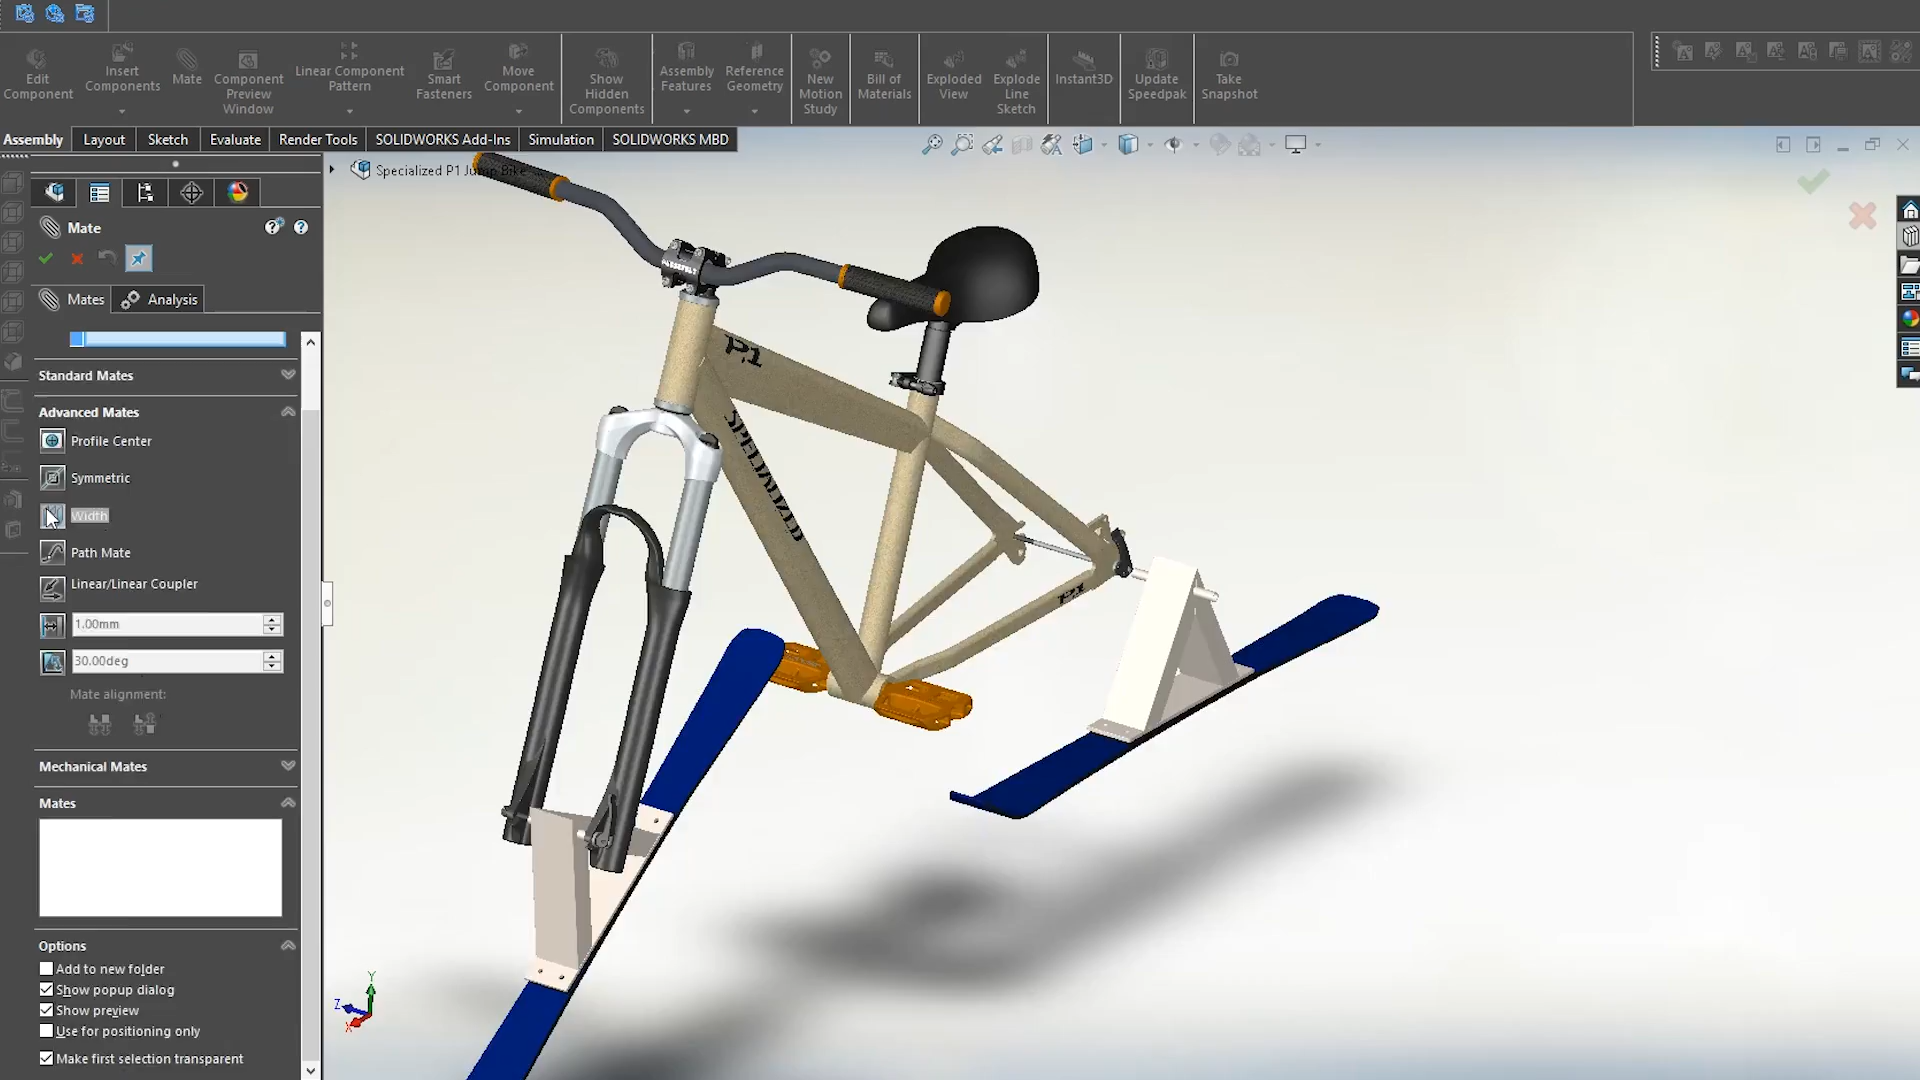 Edit Component
Insert Components
Mate
Component Preview Window
Linear Component Pattern
Smart Fasteners
Move Component
Show Hidden Components
Assembly Features
Reference Geometry
New Motion Study
Bill of Materials
Exploded View
Explode Line Sketch
Instant3D
Update Speedpak
Take Snapshot
Assembly
Layout
Sketch
Evaluate
Render Tools
SOLIDWORKS Add-Ins
Simulation
SOLIDWORKS MBD
Specialized P1 Jump Bike ...
Mate
Mates
Analysis
Standard Mates
Advanced Mates
Profile Center
Symmetric
Width
Path Mate
Linear/Linear Coupler
1.00mm
30.00deg
Mate alignment:
Mechanical Mates
Mates
Options
Add to new folder
Show popup dialog
Show preview
Use for positioning only
Make first selection transparent
P.1
SPECIALIZED
P.1
Y
Z
X